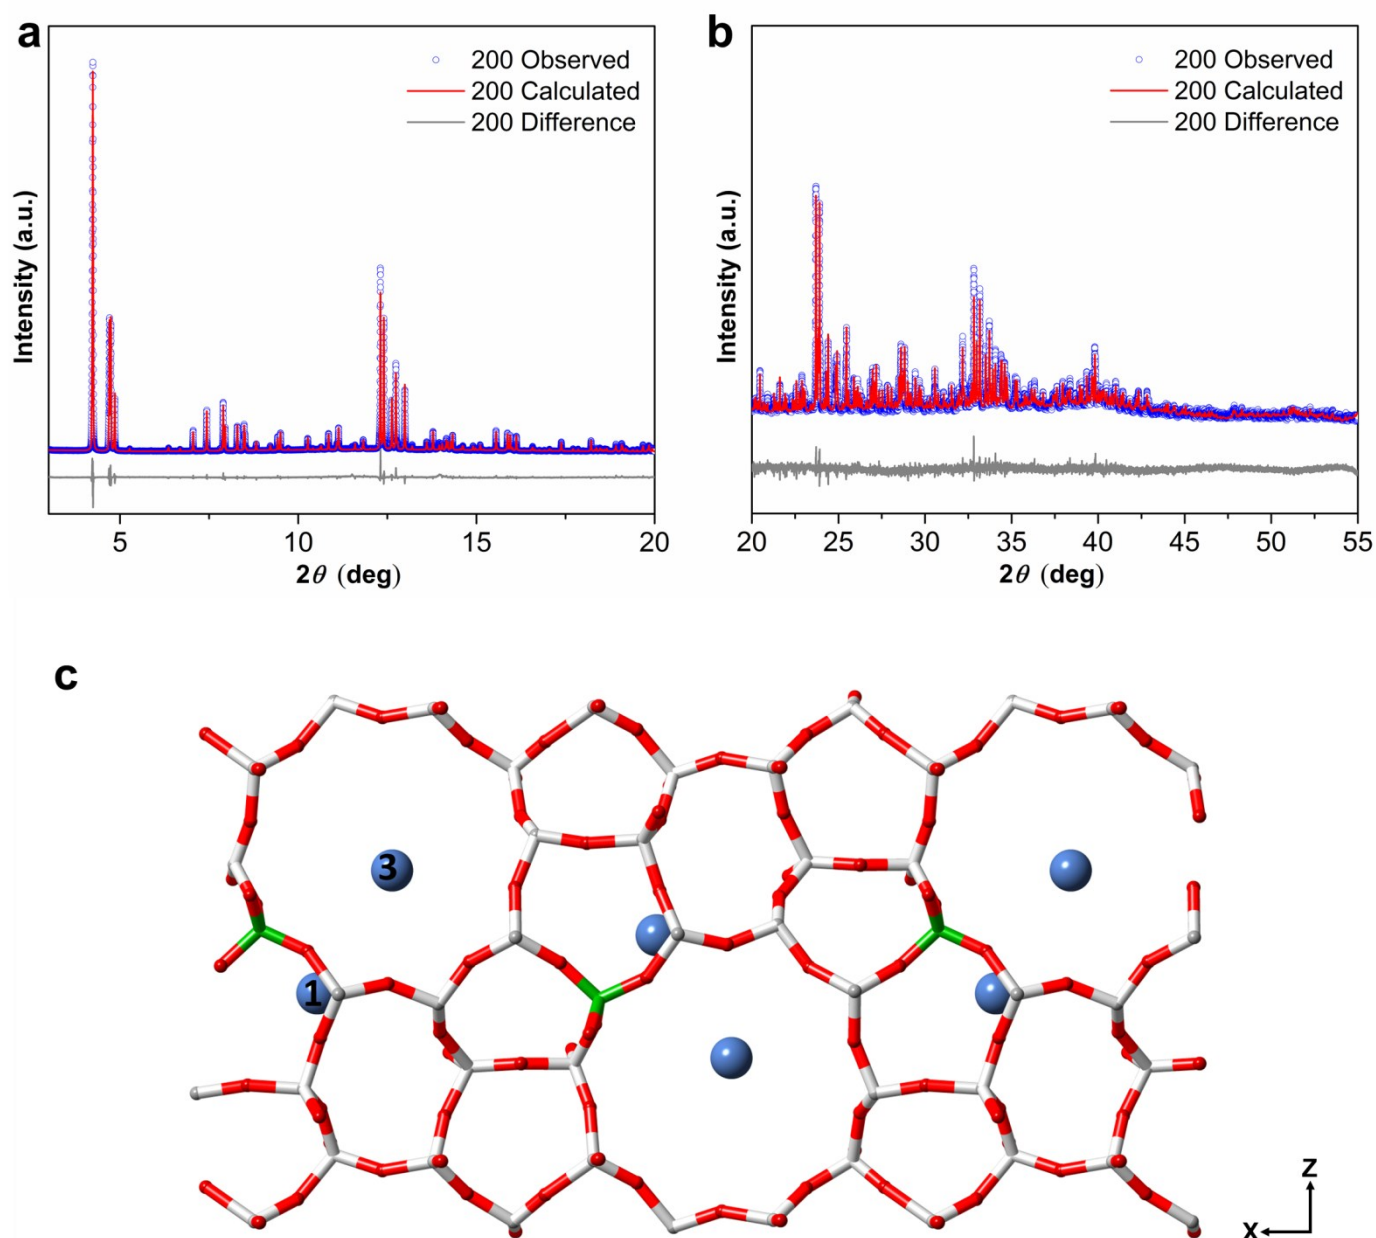 a
200 Observed
200 Calculated
200 Difference
Intensity (a.u.)
5 10 15 20
2θ (deg)
b
200 Observed
200 Calculated
200 Difference
Intensity (a.u.)
20 25 30 35 40 45 50 55
2θ (deg)
c
3
1
Z
X